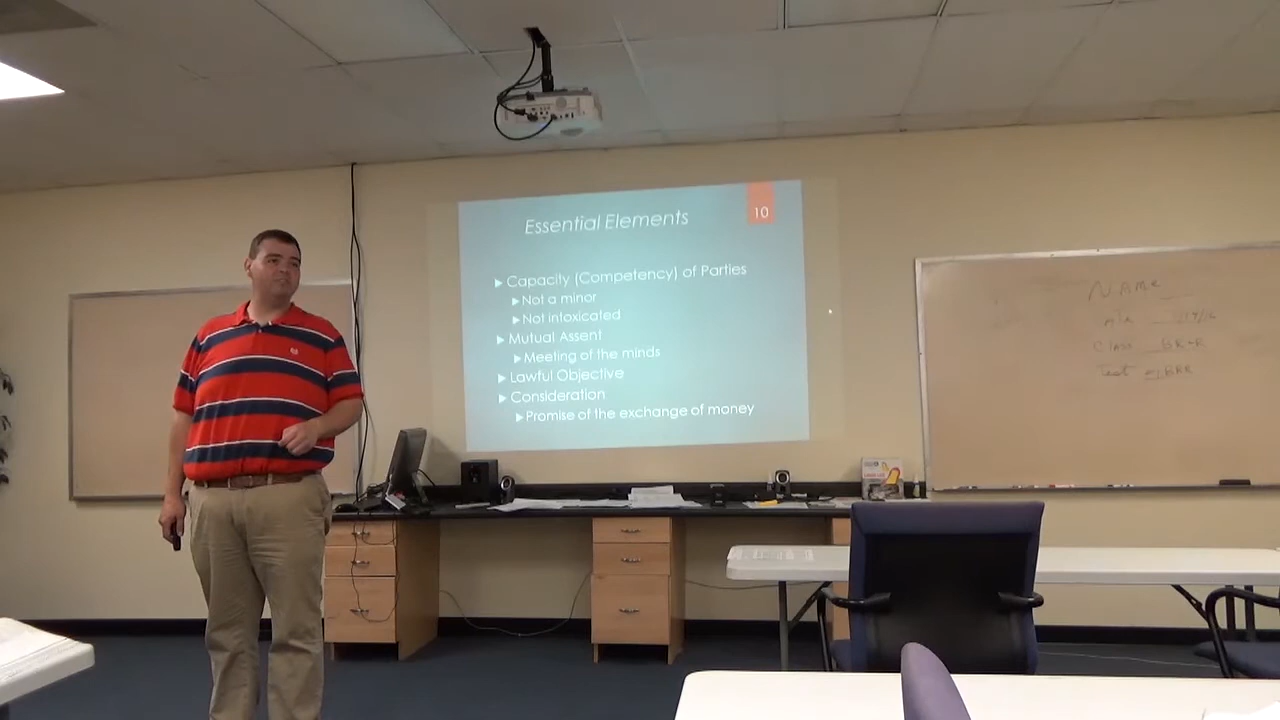 Essential Elements
10
Capacity (Competency) of Parties
Not a minor
Not intoxicated
Mutual Assent
Meeting of the minds
Lawful Objective
Consideration
Promise of the exchange of money
NAME
Class
Test